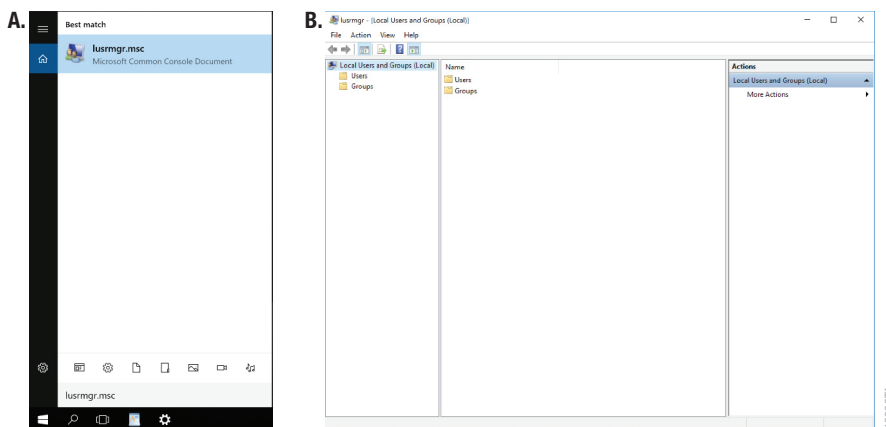 A.
Best match
lusrmgr.msc
Microsoft Common Console Document
lusrmgr.msc
B.
lusrmgr - [Local Users and Groups (Local)]
File Action View Help
Local Users and Groups (Local)
Users
Groups
Name
Users
Groups
Actions
Local Users and Groups (Local)
More Actions